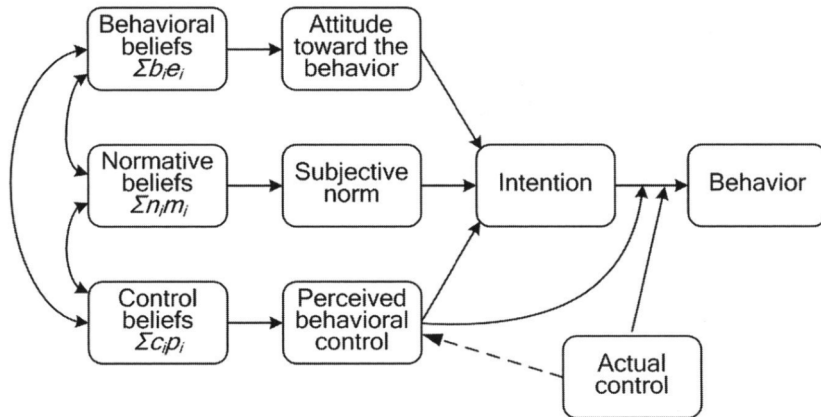 Behavioral
beliefs
Σbᵢeᵢ
Attitude
toward the
behavior
Normative
beliefs
Σnᵢmᵢ
Subjective
norm
Intention
Behavior
Control
beliefs
Σcᵢpᵢ
Perceived
behavioral
control
Actual
control